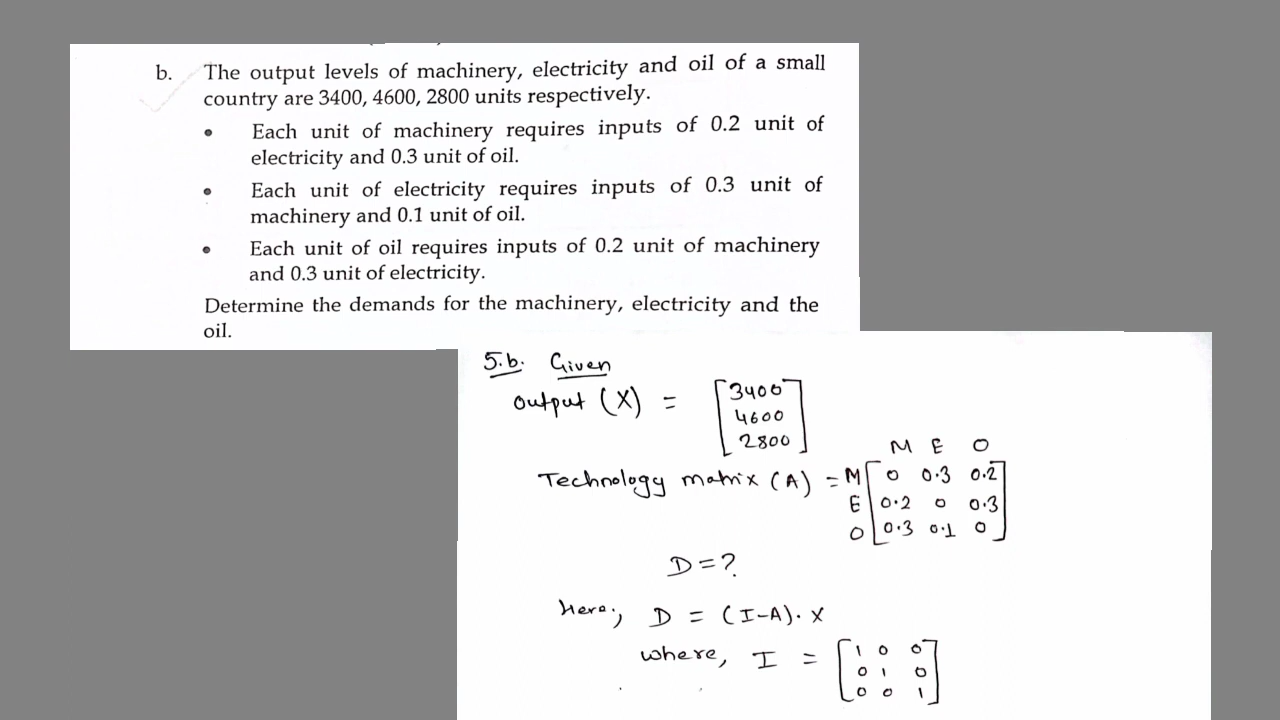 b. The output levels of machinery, electricity and oil of a small
country are 3400, 4600, 2800 units respectively.
• Each unit of machinery requires inputs of 0.2 unit of
electricity and 0.3 unit of oil.
• Each unit of electricity requires inputs of 0.3 unit of
machinery and 0.1 unit of oil.
• Each unit of oil requires inputs of 0.2 unit of machinery
and 0.3 unit of electricity.
Determine the demands for the machinery, electricity and the
oil.
5.b. Given
Output (X) = [3400
4600
2800]
M E O
Technology matrix (A) = M [0 0.3 0.2
E 0.2 0 0.3
O 0.3 0.1 0]
D = ?
Here, D = (I-A). X
where, I = [1 0 0
0 1 0
0 0 1]